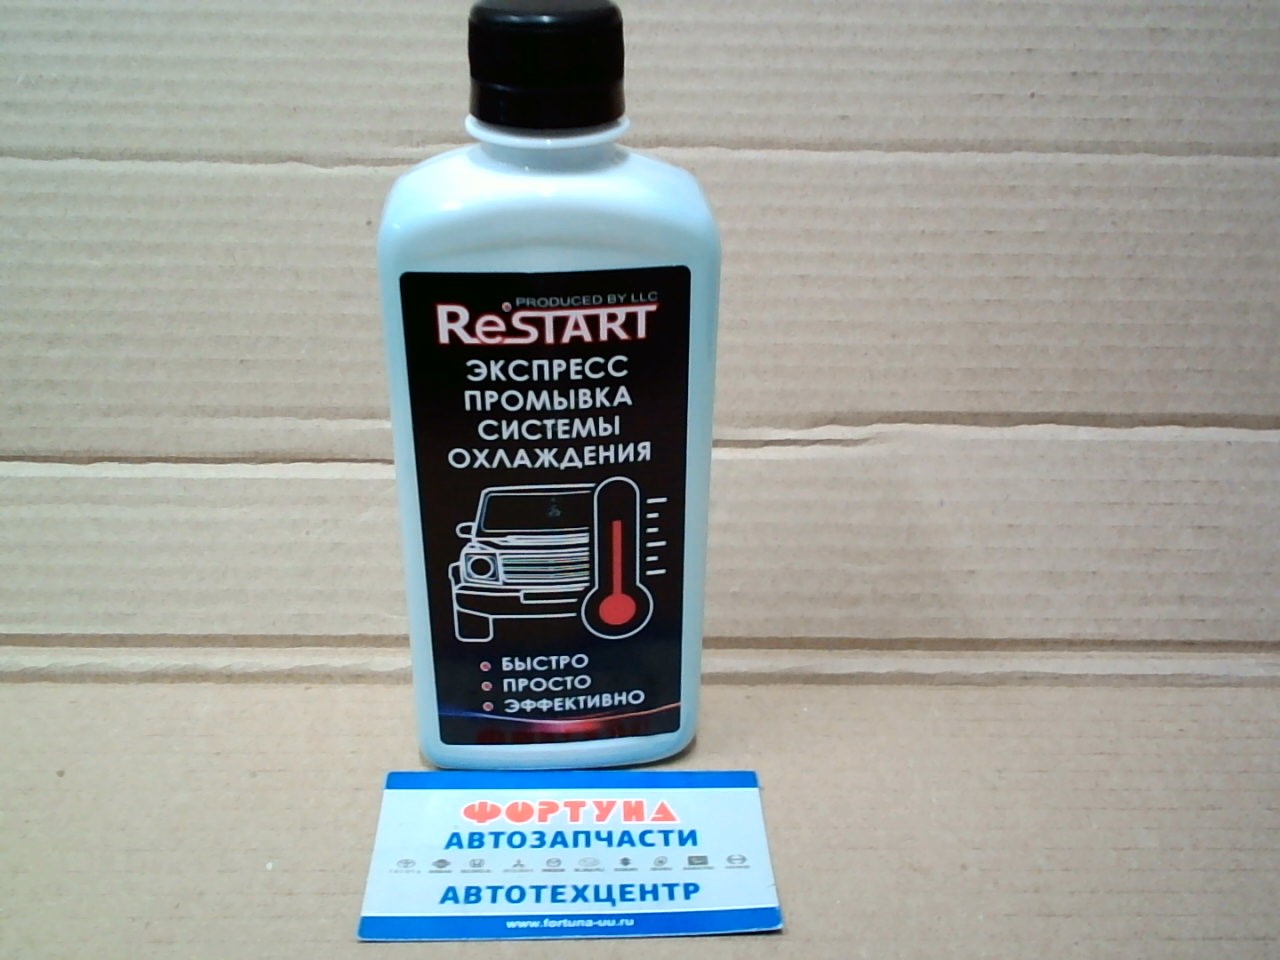 PRODUCED BY LLC
ReSTART
ЭКСПРЕСС
ПРОМЫВКА
СИСТЕМЫ
ОХЛАЖДЕНИЯ
• БЫСТРО
• ПРОСТО
• ЭФФЕКТИВНО
ФОРТУНА
АВТОЗАПЧАСТИ
АВТОТЕХЦЕНТР
www.fortuna-uu.ru